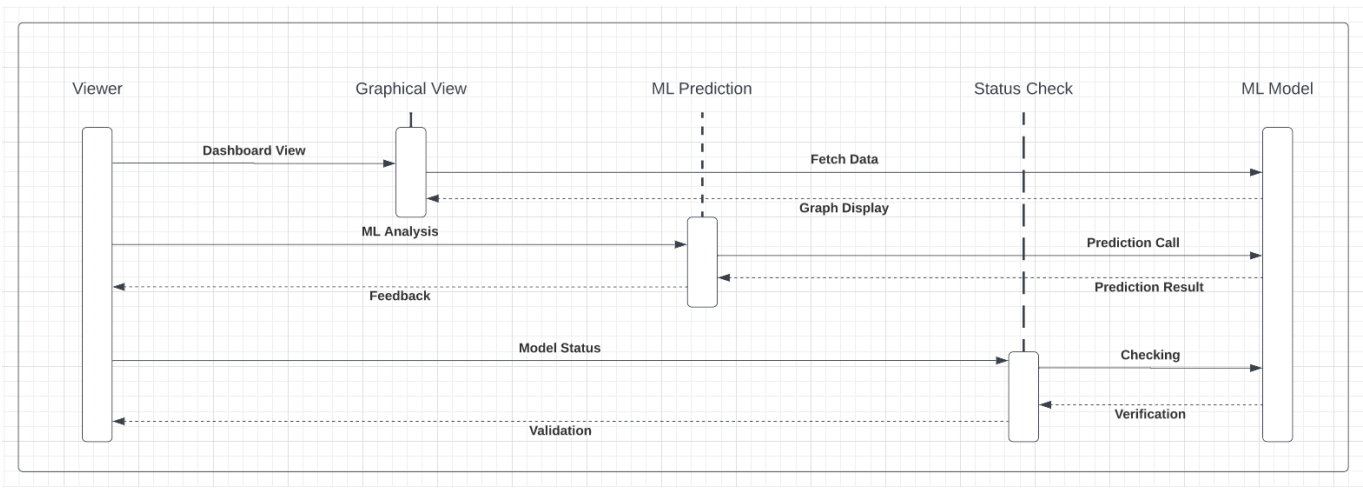 Viewer
Graphical View
ML Prediction
Status Check
ML Model
Dashboard View
Fetch Data
Graph Display
ML Analysis
Prediction Call
Prediction Result
Feedback
Model Status
Checking
Verification
Validation